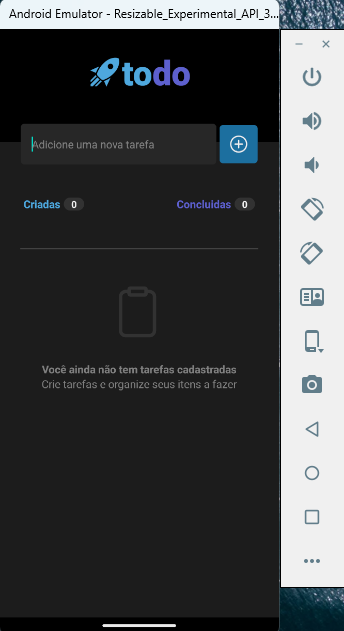 Android Emulator - Resizable_Experimental_API_3...
todo
Adicione uma nova tarefa
Criadas 0
Concluidas 0
Você ainda não tem tarefas cadastradas
Crie tarefas e organize seus itens a fazer